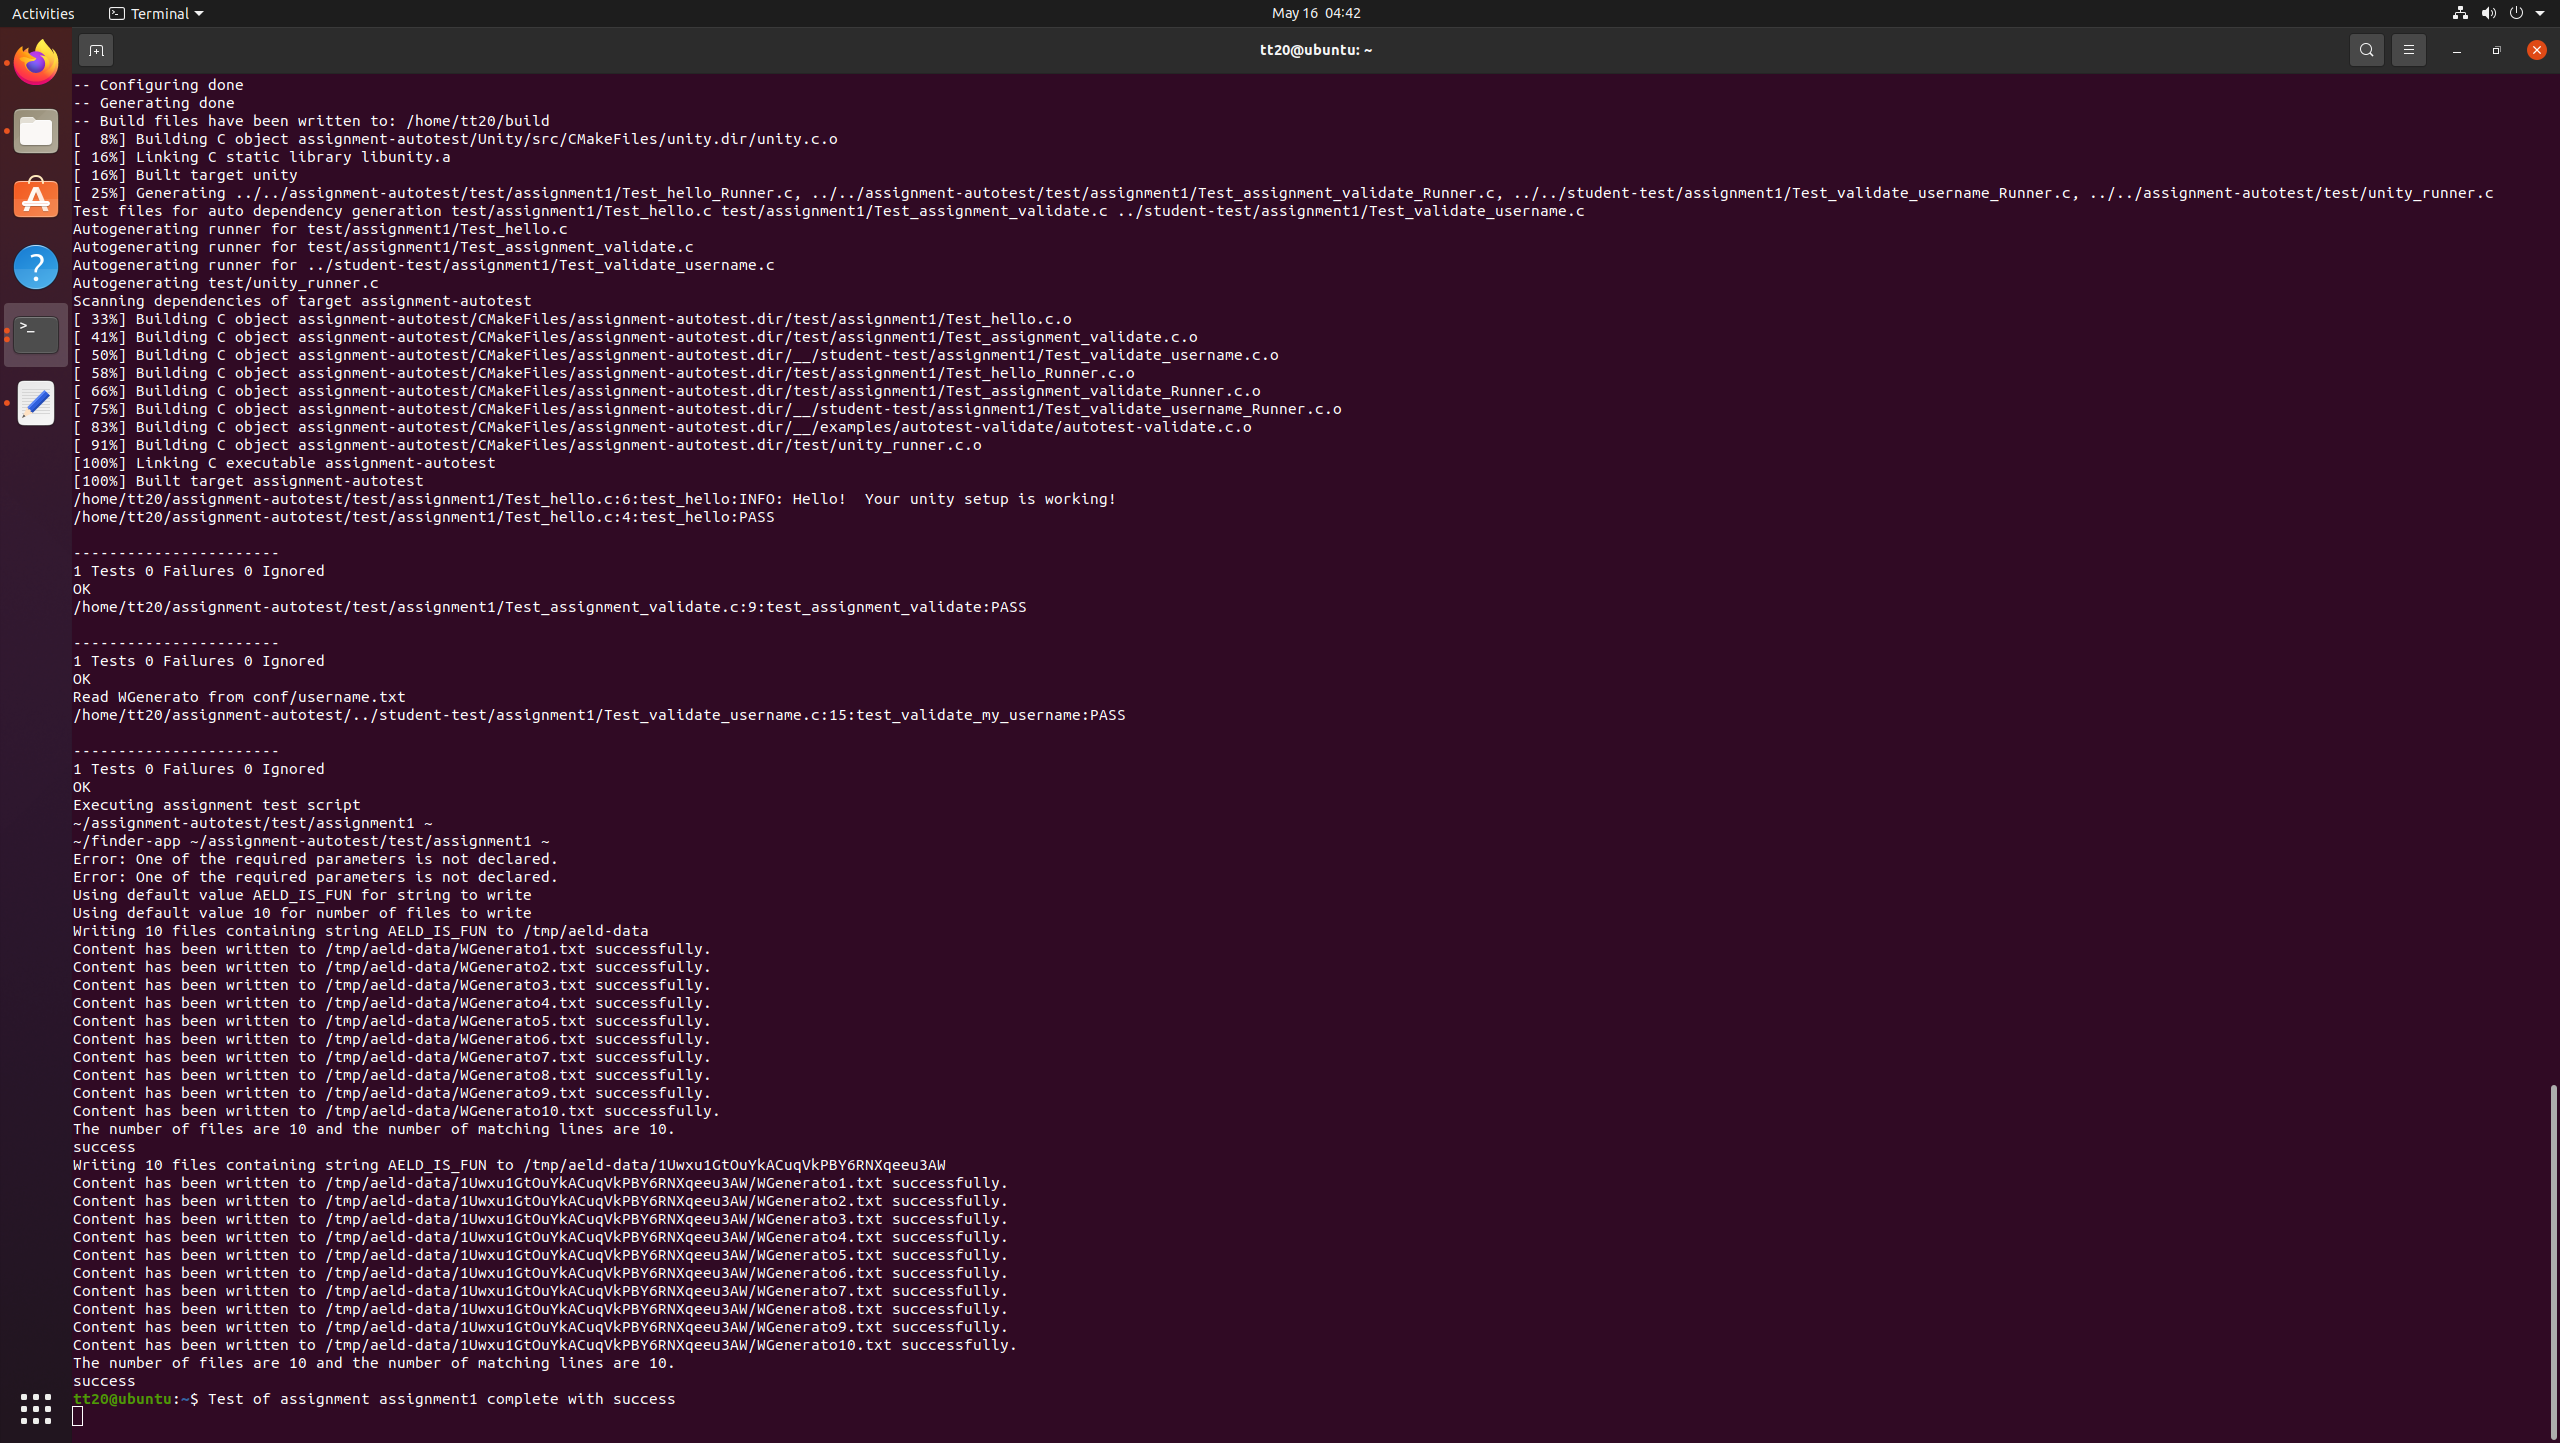 Activities
Terminal
May 16 04:42
tt20@ubuntu: ~
-- Configuring done
-- Generating done
-- Build files have been written to: /home/tt20/build
[  8%] Building C object assignment-autotest/Unity/src/CMakeFiles/unity.dir/unity.c.o
[ 16%] Linking C static library libunity.a
[ 16%] Built target unity
[ 25%] Generating ../../assignment-autotest/test/assignment1/Test_hello_Runner.c, ../../assignment-autotest/test/assignment1/Test_assignment_validate_Runner.c, ../../student-test/assignment1/Test_validate_username_Runner.c, ../../assignment-autotest/test/unity_runner.c
Test files for auto dependency generation test/assignment1/Test_hello.c test/assignment1/Test_assignment_validate.c ../student-test/assignment1/Test_validate_username.c
Autogenerating runner for test/assignment1/Test_hello.c
Autogenerating runner for test/assignment1/Test_assignment_validate.c
Autogenerating runner for ../student-test/assignment1/Test_validate_username.c
Autogenerating test/unity_runner.c
Scanning dependencies of target assignment-autotest
[ 33%] Building C object assignment-autotest/CMakeFiles/assignment-autotest.dir/test/assignment1/Test_hello.c.o
[ 41%] Building C object assignment-autotest/CMakeFiles/assignment-autotest.dir/test/assignment1/Test_assignment_validate.c.o
[ 50%] Building C object assignment-autotest/CMakeFiles/assignment-autotest.dir/__/student-test/assignment1/Test_validate_username.c.o
[ 58%] Building C object assignment-autotest/CMakeFiles/assignment-autotest.dir/test/assignment1/Test_hello_Runner.c.o
[ 66%] Building C object assignment-autotest/CMakeFiles/assignment-autotest.dir/test/assignment1/Test_assignment_validate_Runner.c.o
[ 75%] Building C object assignment-autotest/CMakeFiles/assignment-autotest.dir/__/student-test/assignment1/Test_validate_username_Runner.c.o
[ 83%] Building C object assignment-autotest/CMakeFiles/assignment-autotest.dir/__/examples/autotest-validate/autotest-validate.c.o
[ 91%] Building C object assignment-autotest/CMakeFiles/assignment-autotest.dir/test/unity_runner.c.o
[100%] Linking C executable assignment-autotest
[100%] Built target assignment-autotest
/home/tt20/assignment-autotest/test/assignment1/Test_hello.c:6:test_hello:INFO: Hello!  Your unity setup is working!
/home/tt20/assignment-autotest/test/assignment1/Test_hello.c:4:test_hello:PASS
-----------------------
1 Tests 0 Failures 0 Ignored
OK
/home/tt20/assignment-autotest/test/assignment1/Test_assignment_validate.c:9:test_assignment_validate:PASS
-----------------------
1 Tests 0 Failures 0 Ignored
OK
Read WGenerato from conf/username.txt
/home/tt20/assignment-autotest/../student-test/assignment1/Test_validate_username.c:15:test_validate_my_username:PASS
-----------------------
1 Tests 0 Failures 0 Ignored
OK
Executing assignment test script
~/assignment-autotest/test/assignment1 ~
~/finder-app ~/assignment-autotest/test/assignment1 ~
Error: One of the required parameters is not declared.
Error: One of the required parameters is not declared.
Using default value AELD_IS_FUN for string to write
Using default value 10 for number of files to write
Writing 10 files containing string AELD_IS_FUN to /tmp/aeld-data
Content has been written to /tmp/aeld-data/WGenerato1.txt successfully.
Content has been written to /tmp/aeld-data/WGenerato2.txt successfully.
Content has been written to /tmp/aeld-data/WGenerato3.txt successfully.
Content has been written to /tmp/aeld-data/WGenerato4.txt successfully.
Content has been written to /tmp/aeld-data/WGenerato5.txt successfully.
Content has been written to /tmp/aeld-data/WGenerato6.txt successfully.
Content has been written to /tmp/aeld-data/WGenerato7.txt successfully.
Content has been written to /tmp/aeld-data/WGenerato8.txt successfully.
Content has been written to /tmp/aeld-data/WGenerato9.txt successfully.
Content has been written to /tmp/aeld-data/WGenerato10.txt successfully.
The number of files are 10 and the number of matching lines are 10.
success
Writing 10 files containing string AELD_IS_FUN to /tmp/aeld-data/1Uwxu1GtOuYkACuqVkPBY6RNXqeeu3AW
Content has been written to /tmp/aeld-data/1Uwxu1GtOuYkACuqVkPBY6RNXqeeu3AW/WGenerato1.txt successfully.
Content has been written to /tmp/aeld-data/1Uwxu1GtOuYkACuqVkPBY6RNXqeeu3AW/WGenerato2.txt successfully.
Content has been written to /tmp/aeld-data/1Uwxu1GtOuYkACuqVkPBY6RNXqeeu3AW/WGenerato3.txt successfully.
Content has been written to /tmp/aeld-data/1Uwxu1GtOuYkACuqVkPBY6RNXqeeu3AW/WGenerato4.txt successfully.
Content has been written to /tmp/aeld-data/1Uwxu1GtOuYkACuqVkPBY6RNXqeeu3AW/WGenerato5.txt successfully.
Content has been written to /tmp/aeld-data/1Uwxu1GtOuYkACuqVkPBY6RNXqeeu3AW/WGenerato6.txt successfully.
Content has been written to /tmp/aeld-data/1Uwxu1GtOuYkACuqVkPBY6RNXqeeu3AW/WGenerato7.txt successfully.
Content has been written to /tmp/aeld-data/1Uwxu1GtOuYkACuqVkPBY6RNXqeeu3AW/WGenerato8.txt successfully.
Content has been written to /tmp/aeld-data/1Uwxu1GtOuYkACuqVkPBY6RNXqeeu3AW/WGenerato9.txt successfully.
Content has been written to /tmp/aeld-data/1Uwxu1GtOuYkACuqVkPBY6RNXqeeu3AW/WGenerato10.txt successfully.
The number of files are 10 and the number of matching lines are 10.
success
tt20@ubuntu:~$ Test of assignment assignment1 complete with success